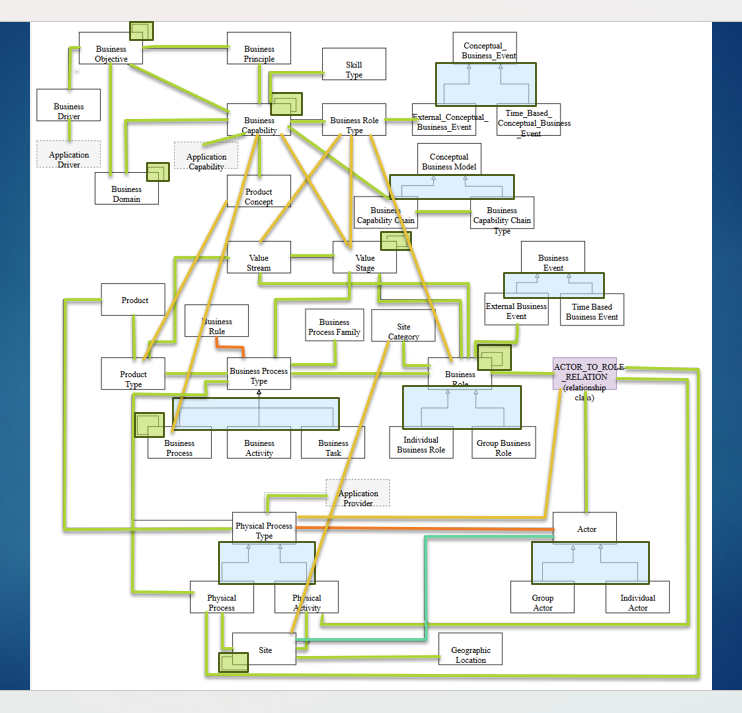 Business
Objective
Business
Principle
Conceptual_
Business_Event
Skill
Type
Business
Driver
Business
Capability
Business Role
Type
External_Conceptual_
Business_Event
Time_Based_
Conceptual_Business
_Event
Application
Driver
Application
Capability
Conceptual
Business Model
Business
Domain
Product
Concept
Business
Capability Chain
Business
Capability Chain
Type
Value
Stream
Value
Stage
Business
Event
Product
Business
Rule
Business
Process Family
Site
Category
External Business
Event
Time Based
Business Event
Product
Type
Business Process
Type
Business
Role
ACTOR_TO_ROLE
_RELATION
(relationship
class)
Business
Process
Business
Activity
Business
Task
Individual
Business Role
Group Business
Role
Application
Provider
Physical Process
Type
Actor
Physical
Process
Physical
Activity
Group
Actor
Individual
Actor
Site
Geographic
Location